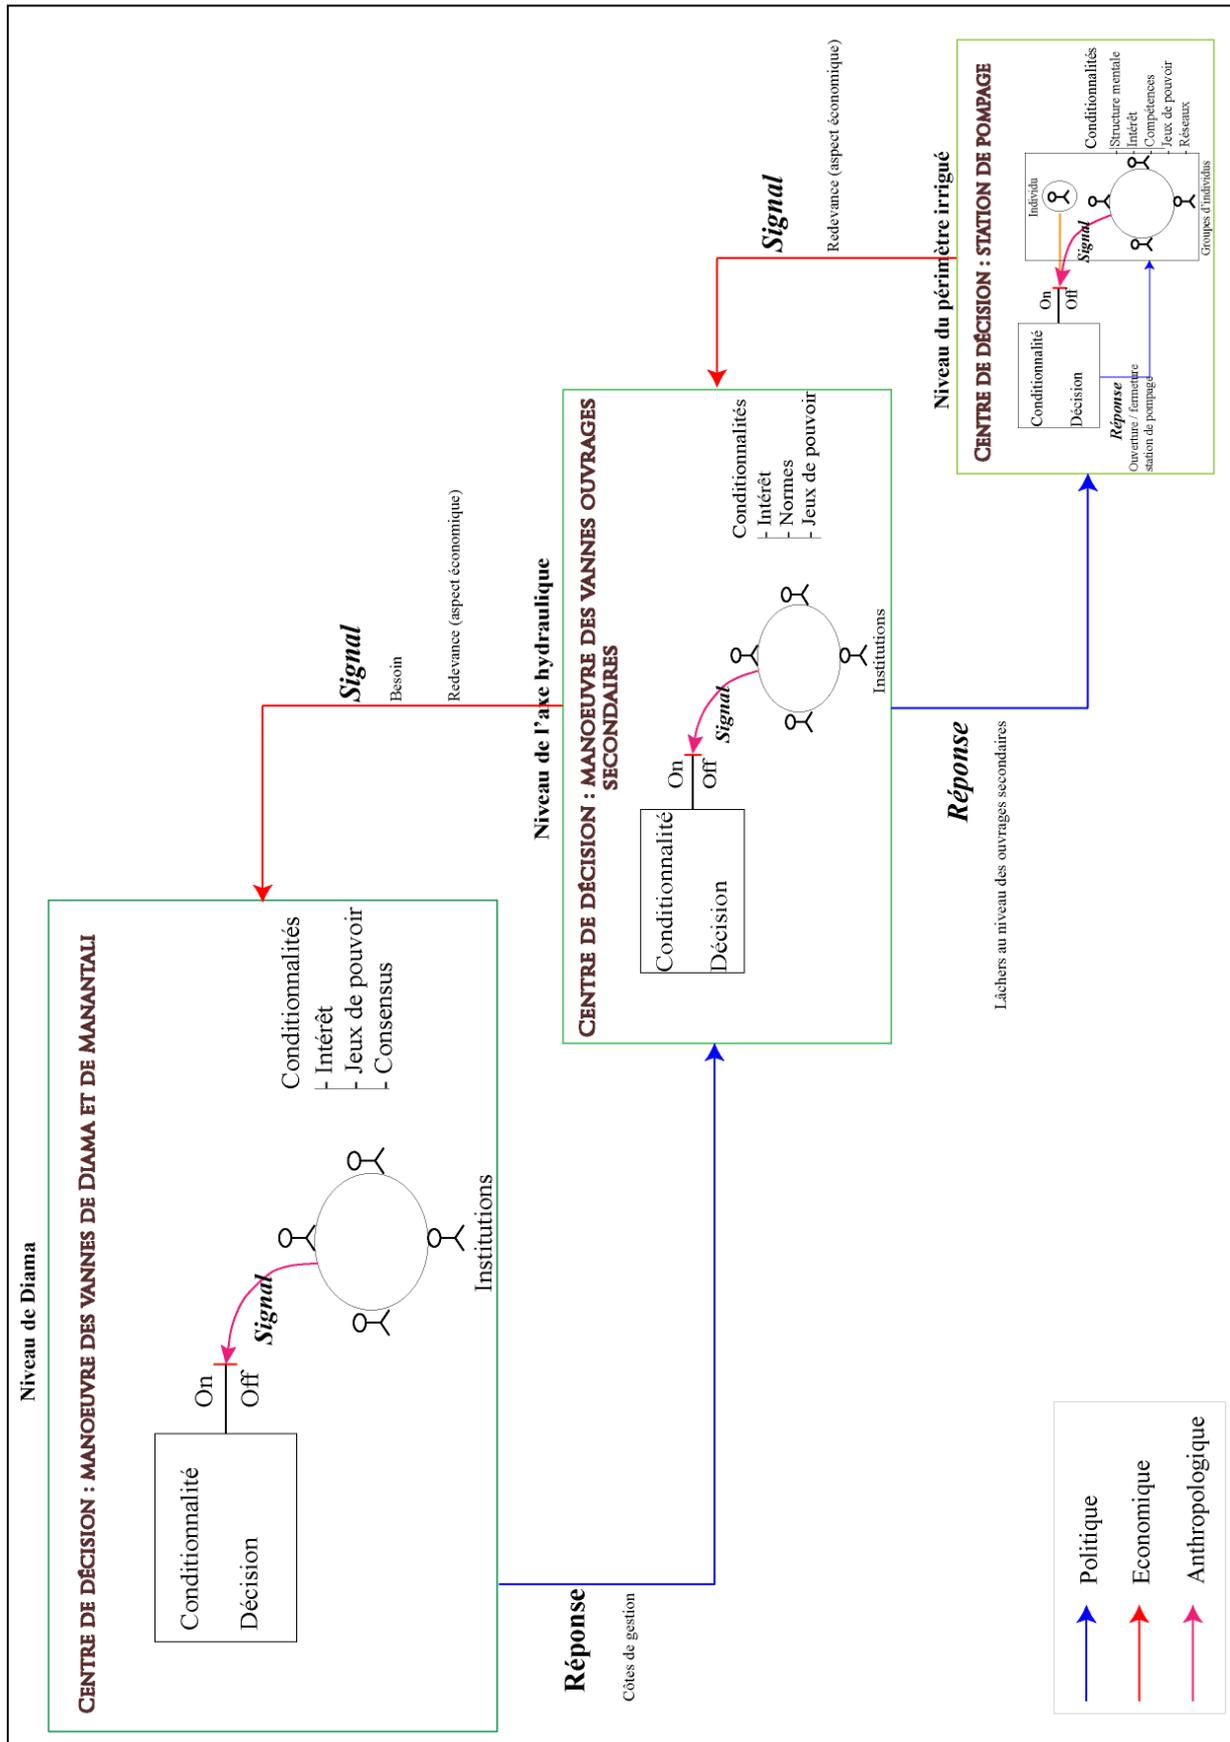 Niveau de Diama
CENTRE DE DÉCISION : MANOEUVRE DES VANNES DE DIAMA ET DE MANANTALI
Conditionnalité
Décision
On
Off
Signal
Institutions
Conditionnalités
- Intérêt
- Jeux de pouvoir
- Consensus
Signal
Besoin
Redevance (aspect économique)
Réponse
Côtes de gestion
Niveau de l'axe hydraulique
CENTRE DE DÉCISION : MANOEUVRE DES VANNES OUVRAGES
SECONDAIRES
Conditionnalité
Décision
On
Off
Signal
Institutions
Conditionnalités
- Intérêt
- Normes
- Jeux de pouvoir
Signal
Redevance (aspect économique)
Réponse
Lâchers au niveau des ouvrages secondaires
Niveau du périmètre irrigué
CENTRE DE DÉCISION : STATION DE POMPAGE
Conditionnalité
Décision
On
Off
Signal
Individu
Groupes d'individus
Conditionnalités
- Structure mentale
- Intérêt
- Compétences
- Jeux de pouvoir
- Réseaux
Réponse
Ouverture / fermeture
station de pompage
Politique
Economique
Anthropologique